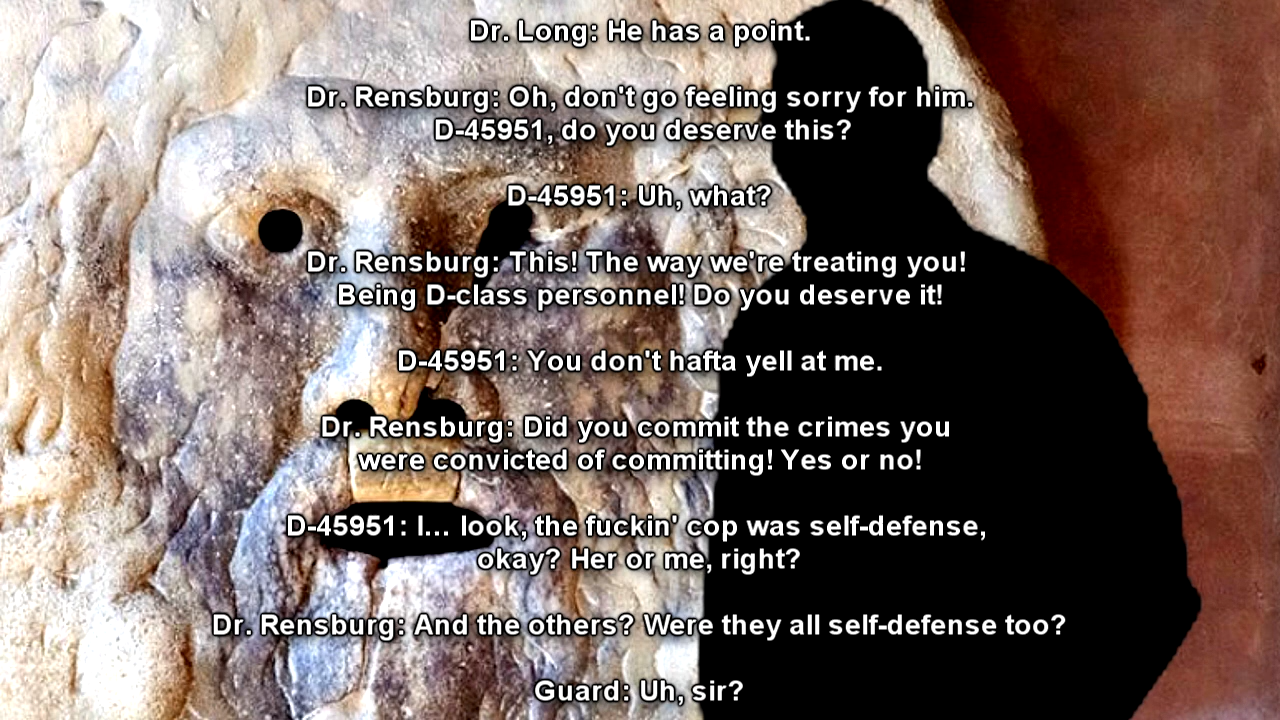 Dr. Long: He has a point.
Dr. Rensburg: Oh, don't go feeling sorry for him.
D-45951, do you deserve this?
D-45951: Uh, what?
Dr. Rensburg: This! The way we're treating you!
Being D-class personnel! Do you deserve it!
D-45951: You don't hafta yell at me.
Dr. Rensburg: Did you commit the crimes you
were convicted of committing! Yes or no!
D-45951: I... look, the fuckin' cop was self-defense,
okay? Her or me, right?
Dr. Rensburg: And the others? Were they all self-defense too?
Guard: Uh, sir?